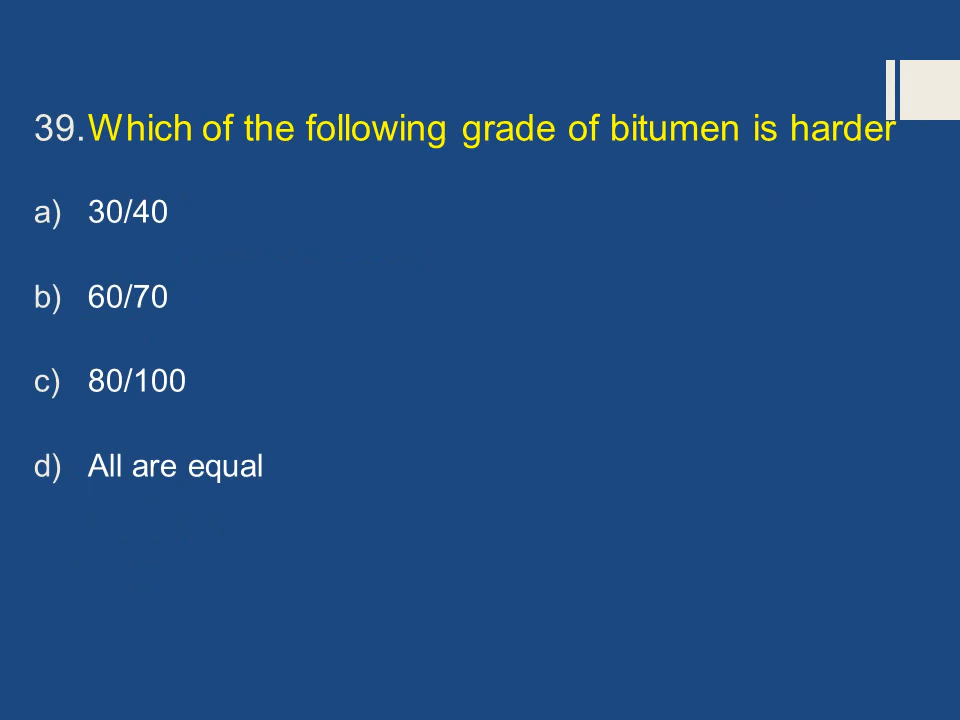 39. Which of the following grade of bitumen is harder
a) 30/40
b) 60/70
c) 80/100
d) All are equal